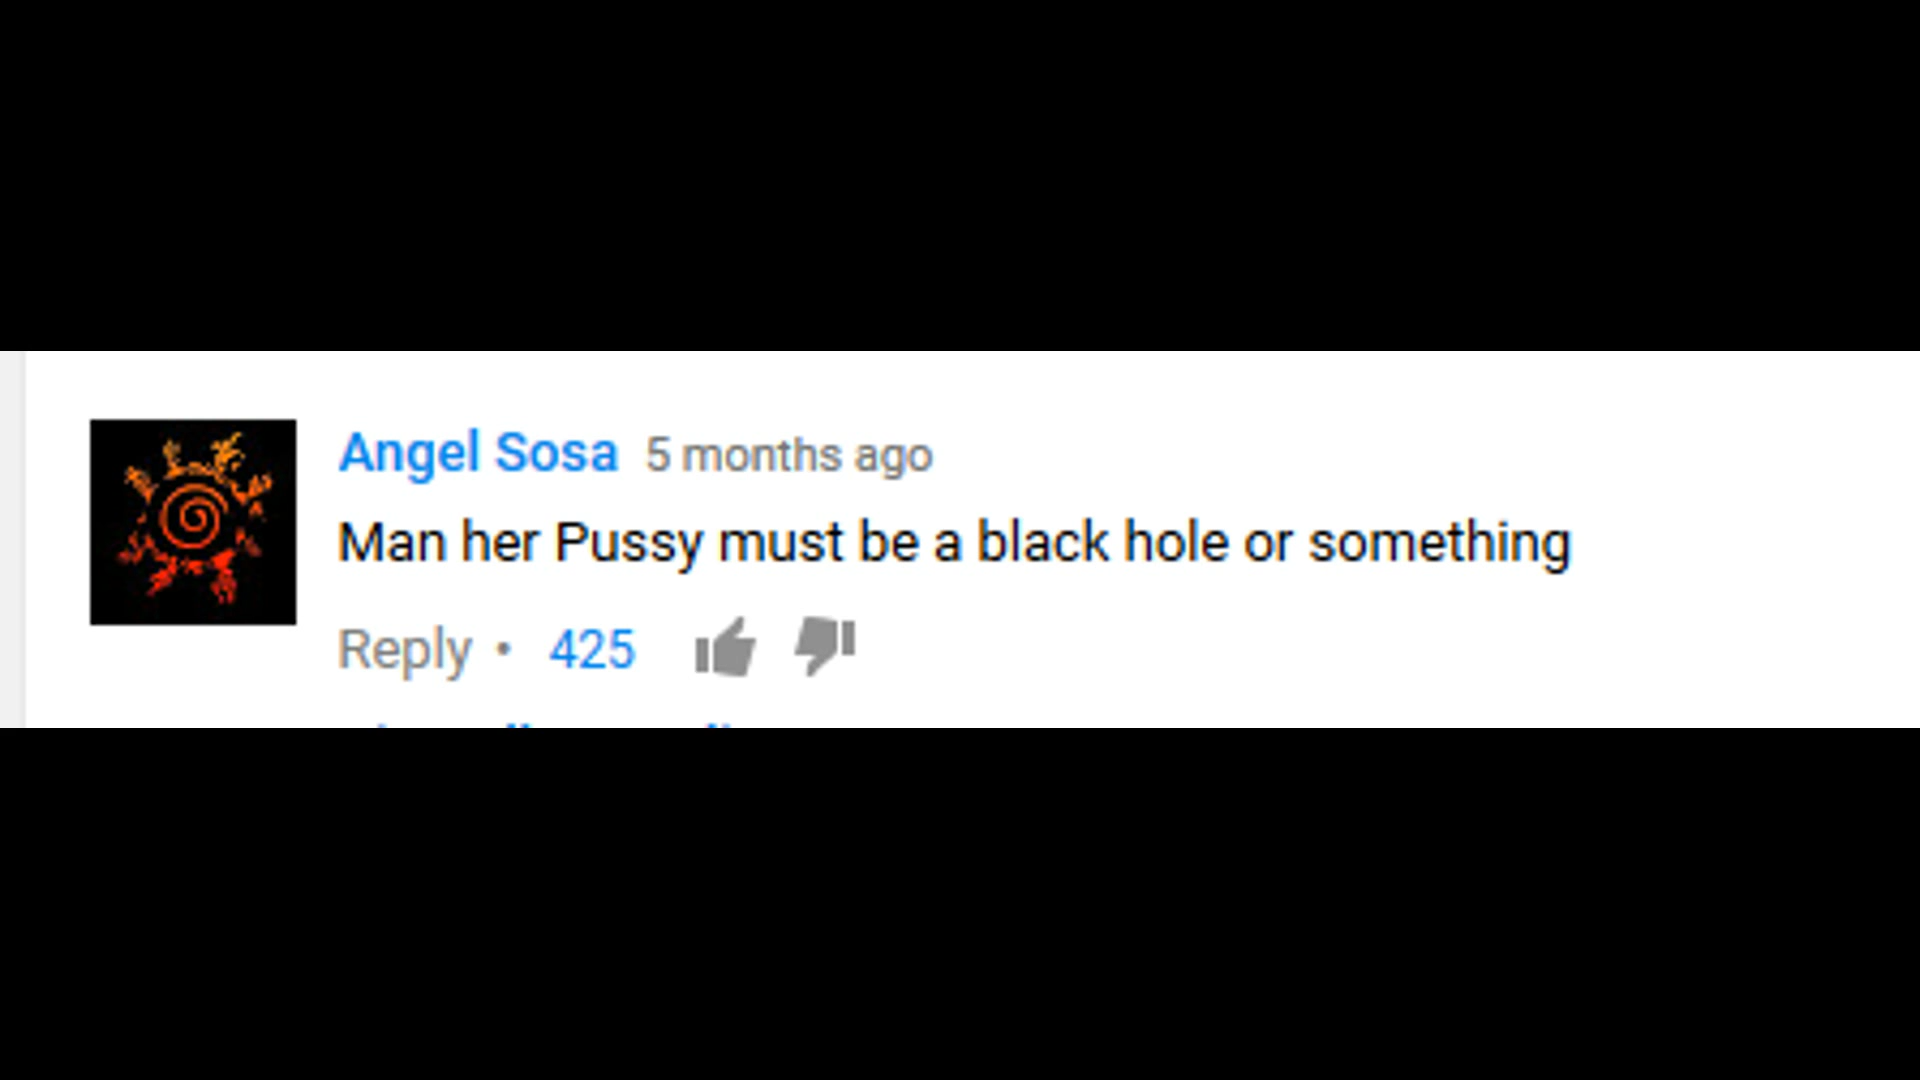 Angel Sosa 5 months ago
Man her Pussy must be a black hole or something
Reply • 425